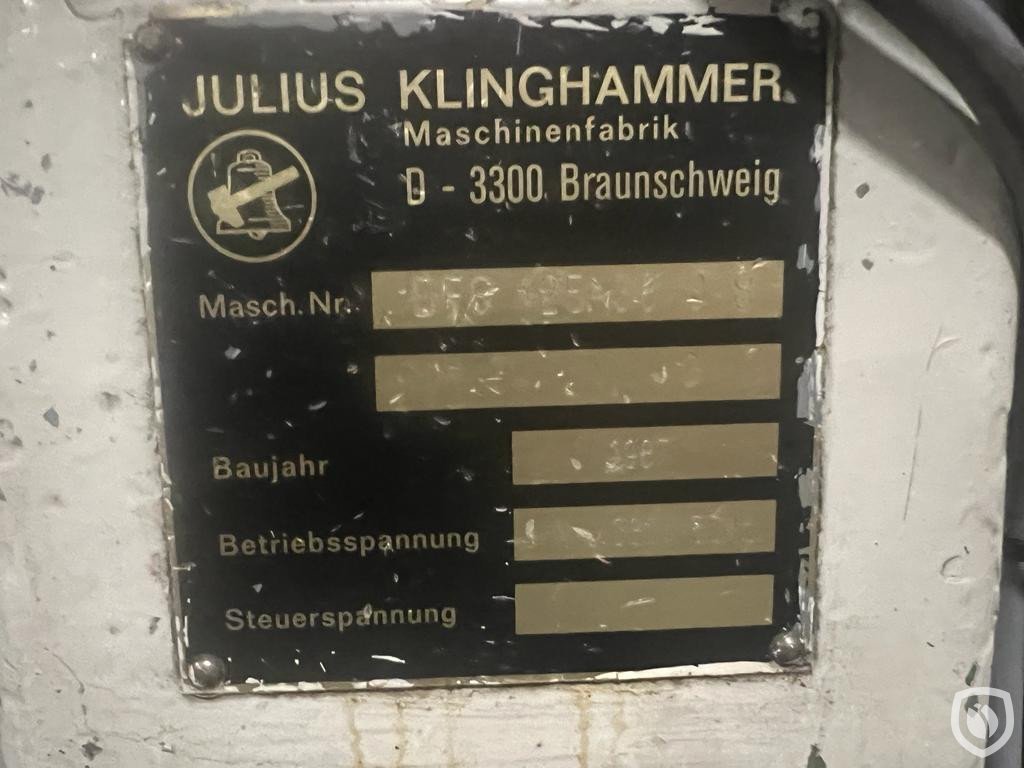 JULIUS KLINGHAMMER
Maschinenfabrik
D - 3300 Braunschweig
Masch. Nr.
Baujahr
Betriebsspannung
Steuerspannung